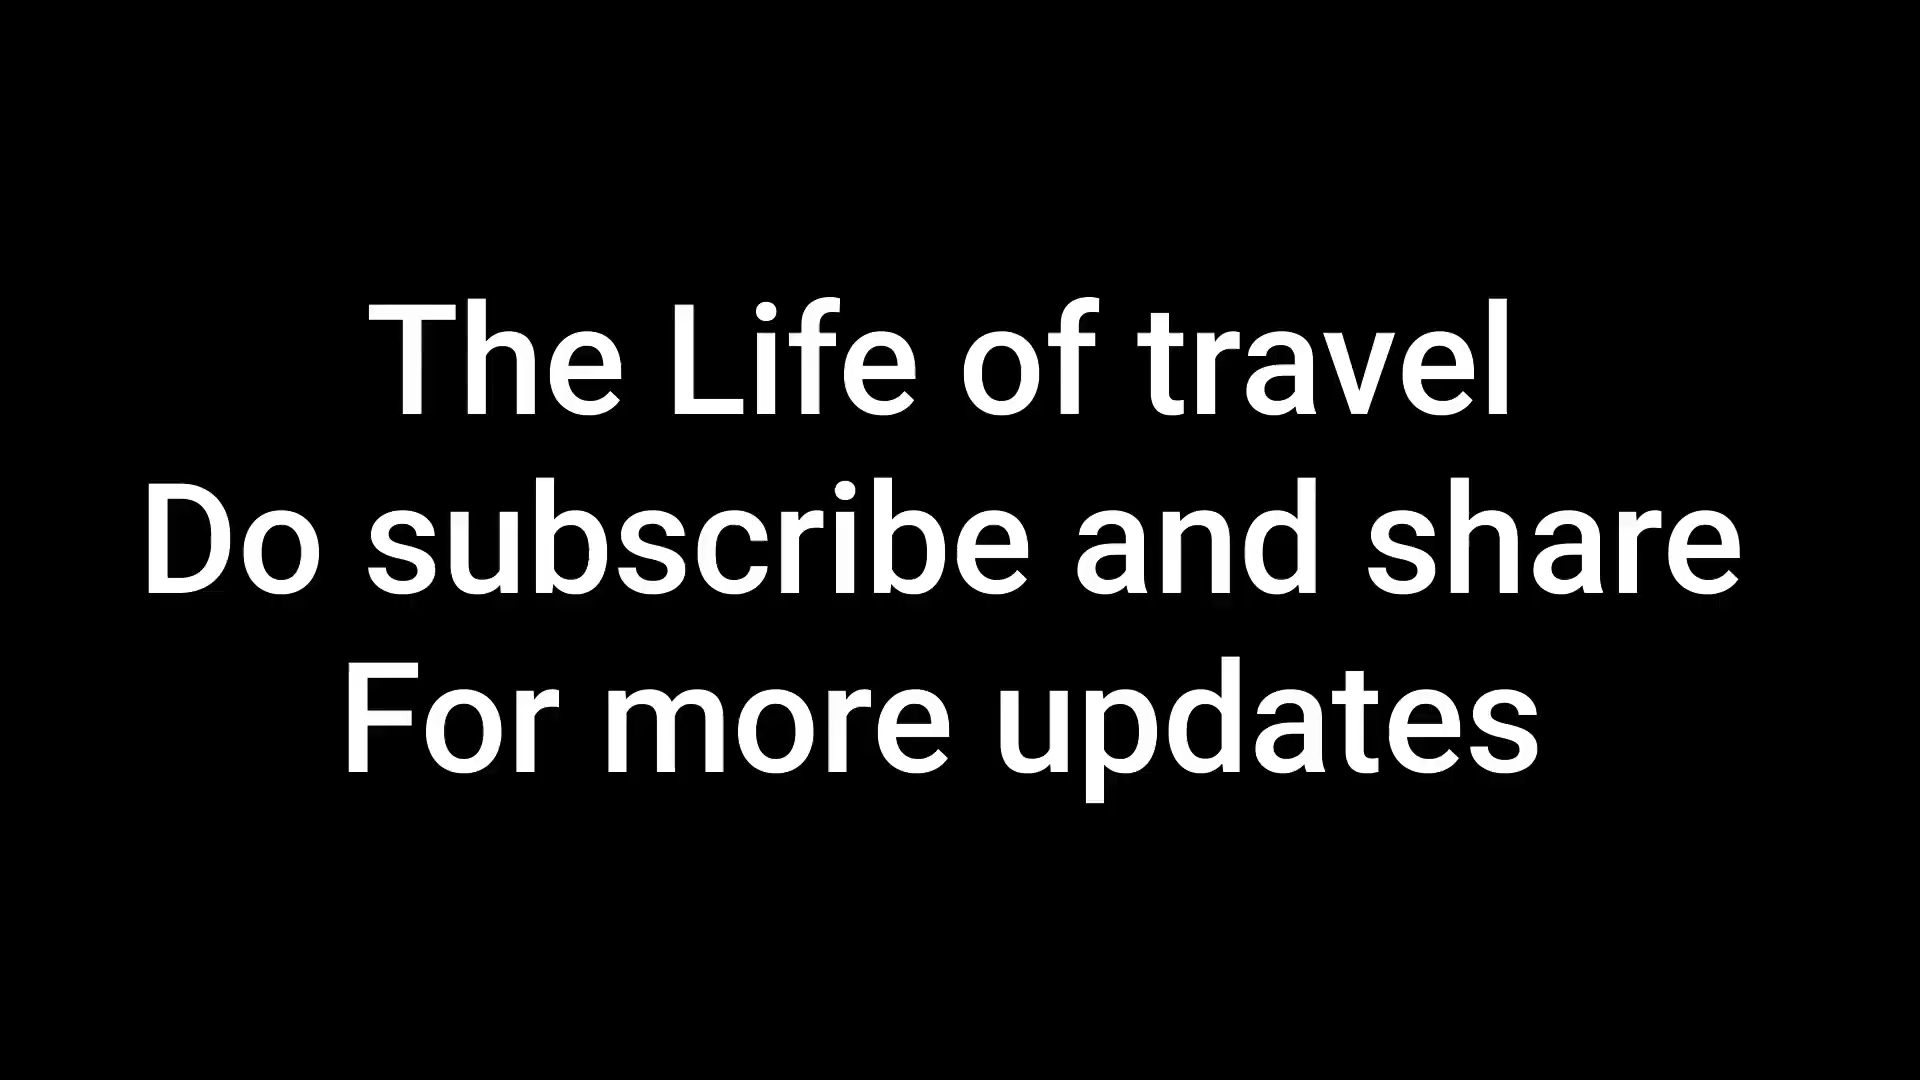 The Life of travel
Do subscribe and share
For more updates